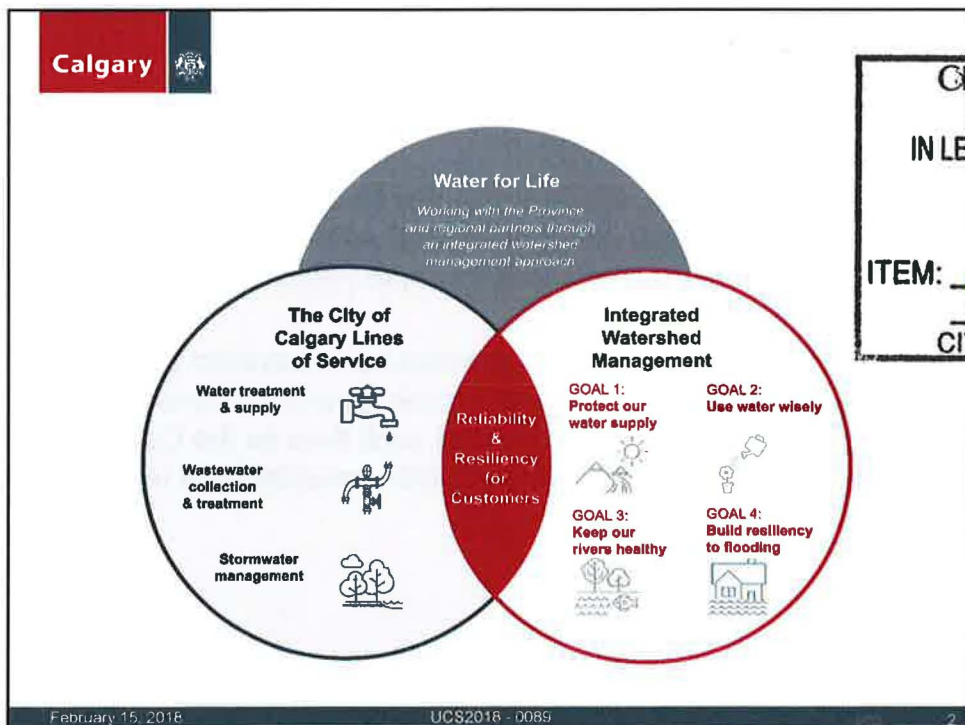 Calgary
Water for Life
Working with the Province
and regional partners through
an integrated watershed
management approach
The City of
Calgary Lines
of Service
Water treatment
& supply
Wastewater
collection
& treatment
Stormwater
management
Reliability
&
Resiliency
for
Customers
Integrated
Watershed
Management
GOAL 1:
Protect our
water supply
GOAL 2:
Use water wisely
GOAL 3:
Keep our
rivers healthy
GOAL 4:
Build resiliency
to flooding
IN LE
ITEM:
CI
February 15, 2018
UCS2018 - 0089
2